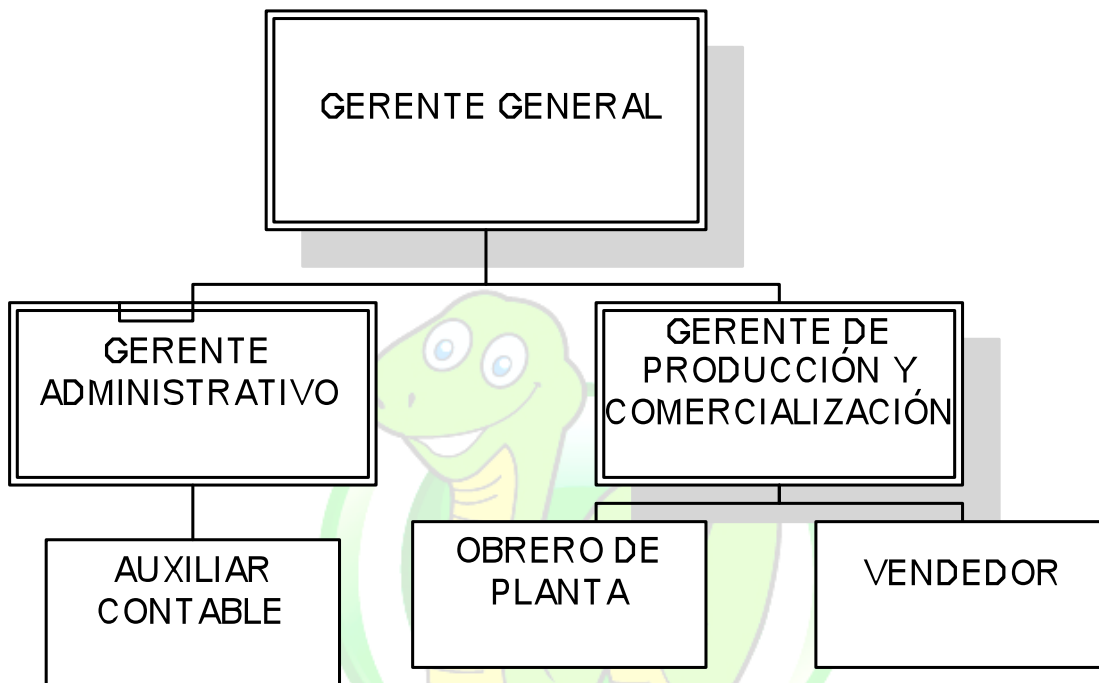 GERENTE GENERAL
GERENTE
ADMINISTRATIVO
GERENTE DE
PRODUCCIÓN Y
COMERCIALIZACIÓN
AUXILIAR
CONTABLE
OBRERO DE
PLANTA
VENDEDOR